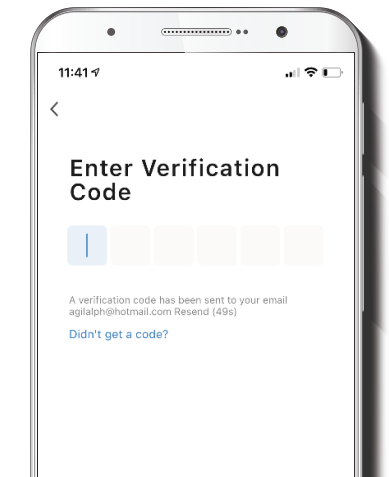 11:41
Enter Verification
Code
A verification code has been sent to your email
agilalph@hotmail.com Resend (49s)
Didn't get a code?